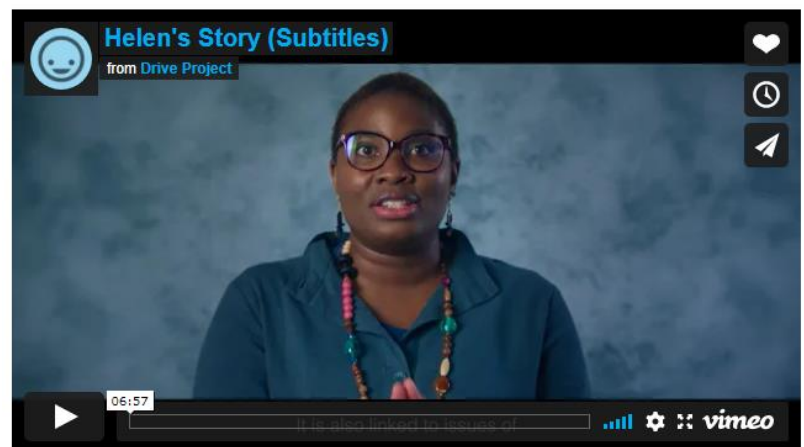 Helen's Story (Subtitles)
from Drive Project
06:57
It is also linked to issues of
vimeo